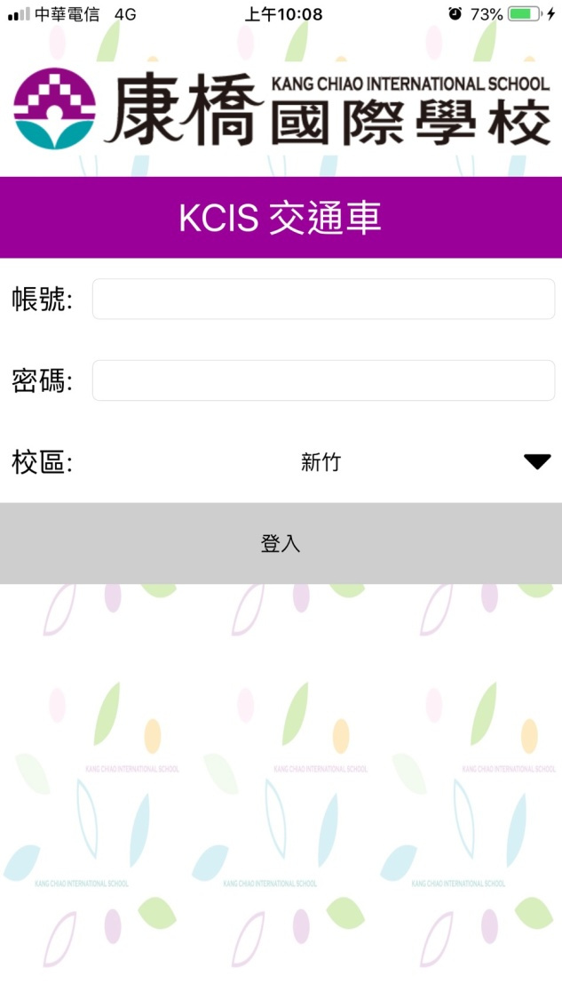 中華電信 4G 上午10:08 73%
KANG CHIAO INTERNATIONAL SCHOOL
康橋國際學校
KCIS 交通車
帳號:
密碼:
校區: 新竹
登入
KANG CHIAO INTERNATIONAL SCHOOL KANG CHIAO INTERNATIONAL SCHOOL KANG CHIAO INTERNATIONAL SCHOOL
KANG CHIAO INTERNATIONAL SCHOOL KANG CHIAO INTERNATIONAL SCHOOL KANG CHIAO INTERNATIONAL SCHOOL